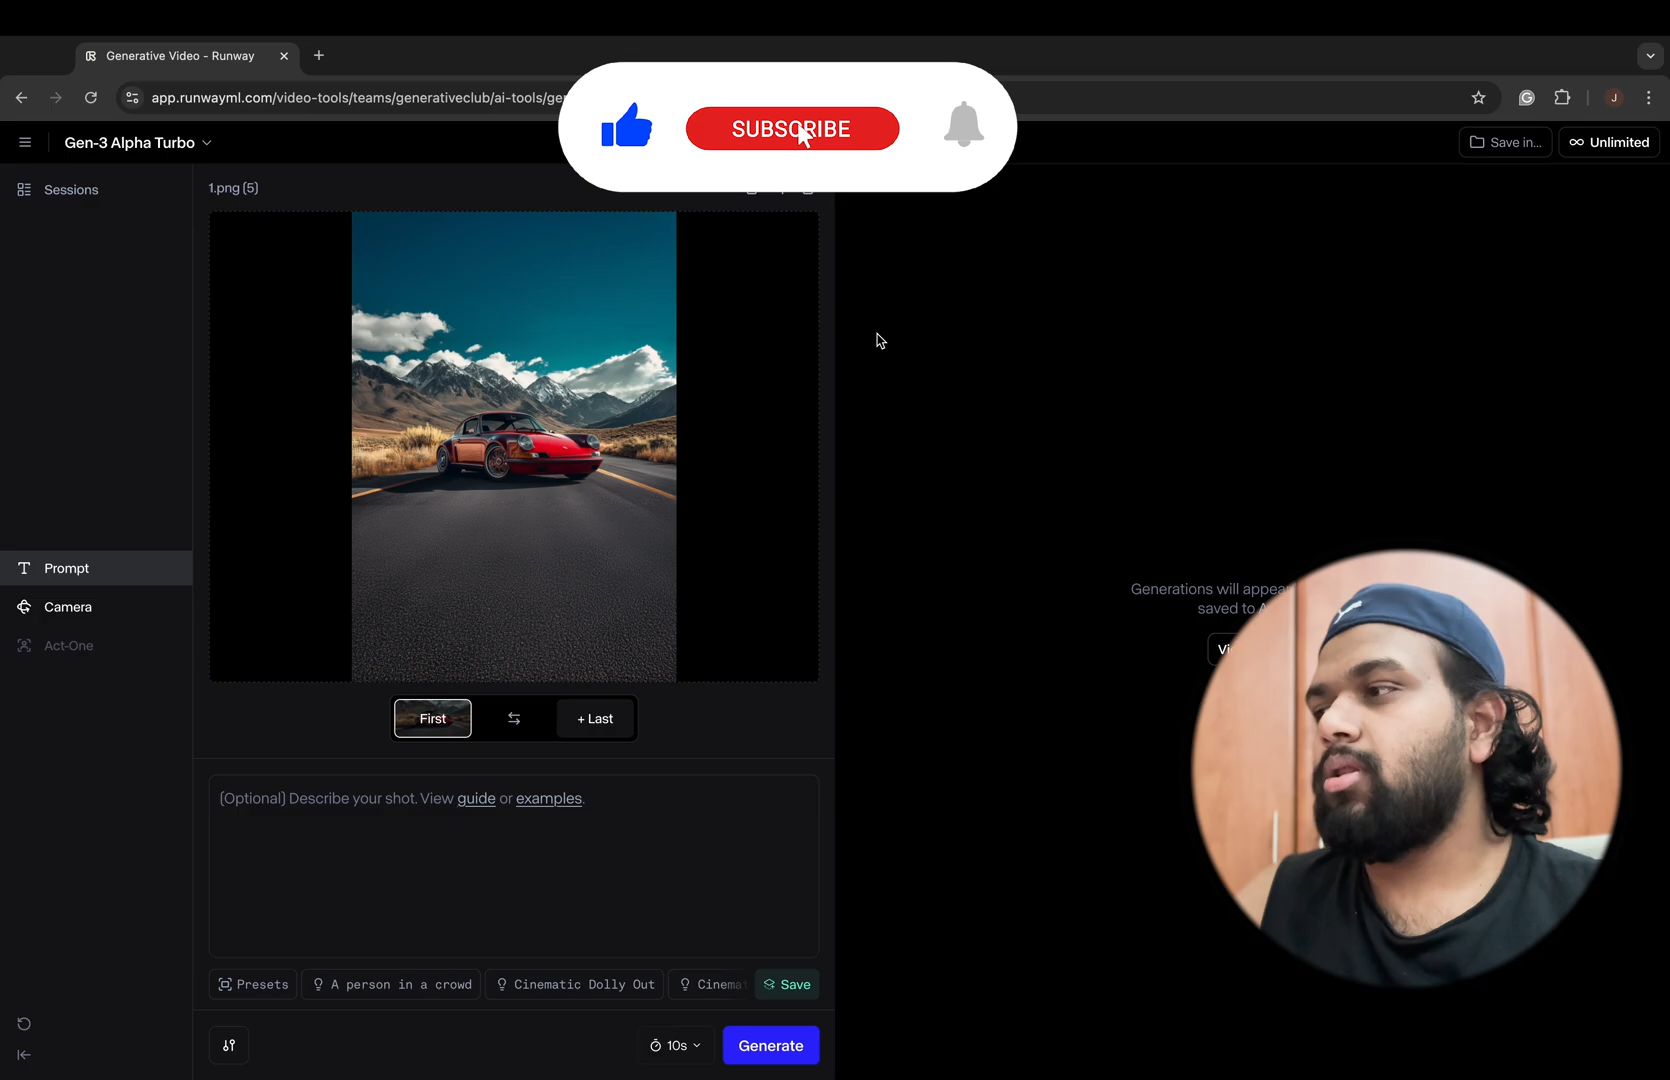 Generative Video - Runway
app.runwayml.com/video-tools/teams/generativeclub/ai-tools/ge
SUBSCRIBE
J
Gen-3 Alpha Turbo
Save in...
Unlimited
Sessions
1.png (5)
Generations will appea
saved to A
Vi
Prompt
Camera
Act-One
First
+ Last
(Optional) Describe your shot. View guide or examples.
Presets
A person in a crowd
Cinematic Dolly Out
Cinemat
Save
10s
Generate